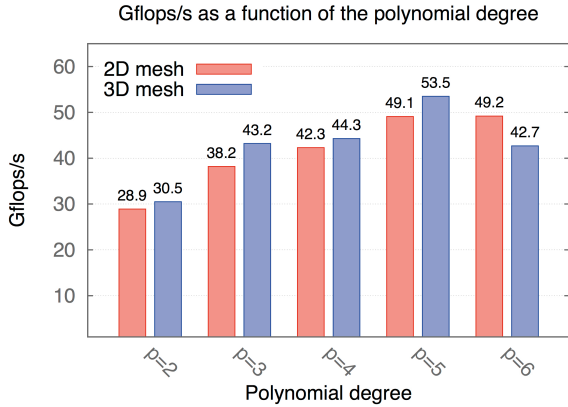 Gflops/s as a function of the polynomial degree
2D mesh
3D mesh
60
50
40
30
20
10
Gflops/s
28.9
30.5
38.2
43.2
42.3
44.3
49.1
53.5
49.2
42.7
p=2
p=3
p=4
p=5
p=6
Polynomial degree